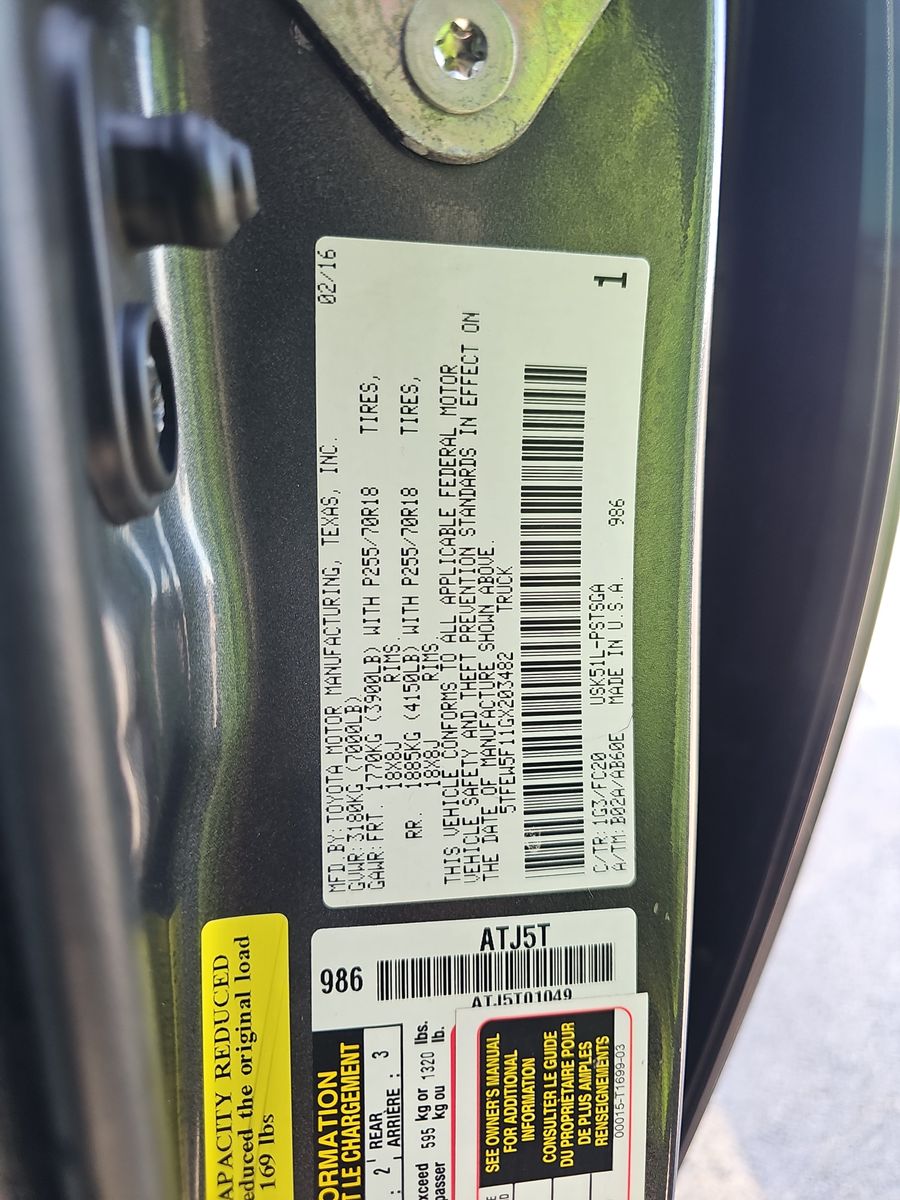 MFD BY: TOYOTA MOTOR MANUFACTURING, TEXAS, INC. 02/16
GVWR: 3180KG (7000LB)
GAWR: FRT. 1770KG (3900LB) WITH P255/70R18 TIRES,
18X8J RIMS.
RR. 1885KG (4150LB) WITH P255/70R18 TIRES,
18X8J RIMS
THIS VEHICLE CONFORMS TO ALL APPLICABLE FEDERAL MOTOR
VEHICLE SAFETY AND THEFT PREVENTION STANDARDS IN EFFECT ON
THE DATE OF MANUFACTURE SHOWN ABOVE.
5TFEW5F11GX203482 TRUCK
C/TR: 1G3/FC20 USK51L-PSTSGA 986
A/TM: B02A/AB60E MADE IN U.S.A.
1
APACITY REDUCED
educed the original load
169 lbs
986
ATJ5T
ATJ5T01049
ORMATION
T LE CHARGEMENT
: 2 REAR
ARRIÈRE : 3
xceed 595 kg or 1320 lbs.
passer kg ou lb.
SEE OWNER'S MANUAL
FOR ADDITIONAL
INFORMATION
CONSULTER LE GUIDE
DU PROPRIETAIRE POUR
DE PLUS AMPLES
RENSEIGNEMENTS
00015-T1699-03